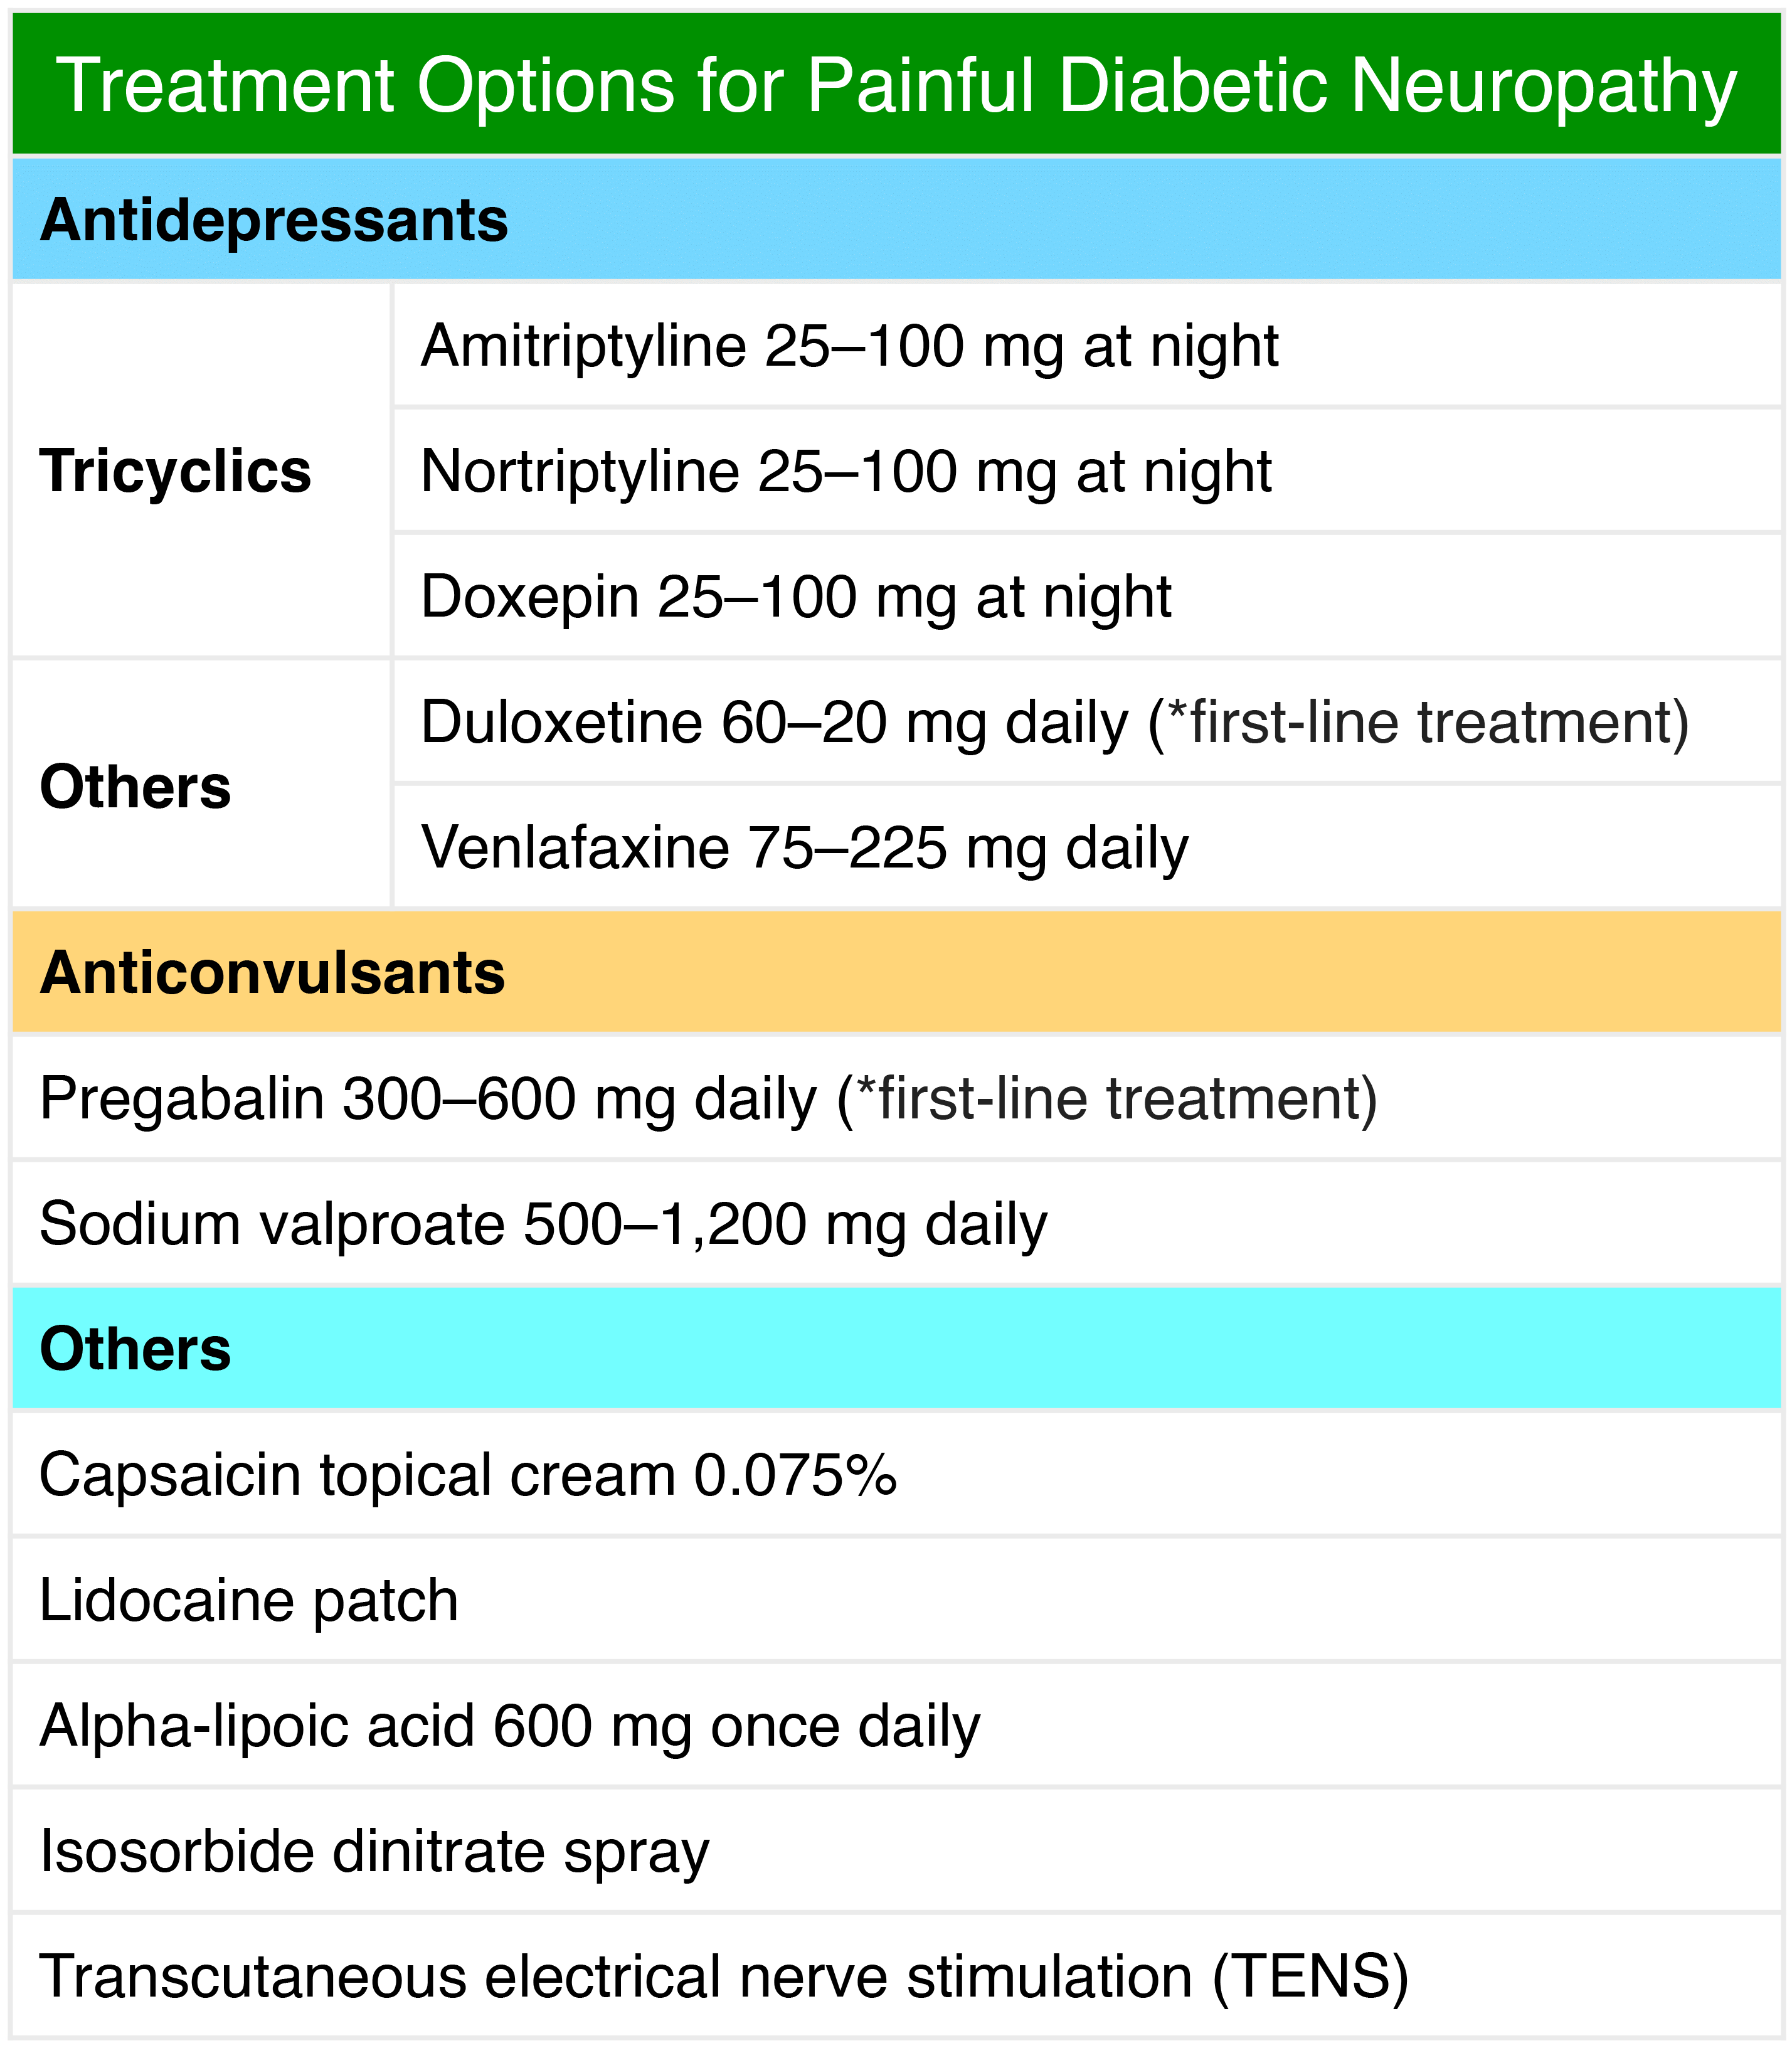 Treatment Options for Painful Diabetic Neuropathy
Antidepressants
Tricyclics
Amitriptyline 25–100 mg at night
Nortriptyline 25–100 mg at night
Doxepin 25–100 mg at night
Others
Duloxetine 60–20 mg daily (*first-line treatment)
Venlafaxine 75–225 mg daily
Anticonvulsants
Pregabalin 300–600 mg daily (*first-line treatment)
Sodium valproate 500–1,200 mg daily
Others
Capsaicin topical cream 0.075%
Lidocaine patch
Alpha-lipoic acid 600 mg once daily
Isosorbide dinitrate spray
Transcutaneous electrical nerve stimulation (TENS)